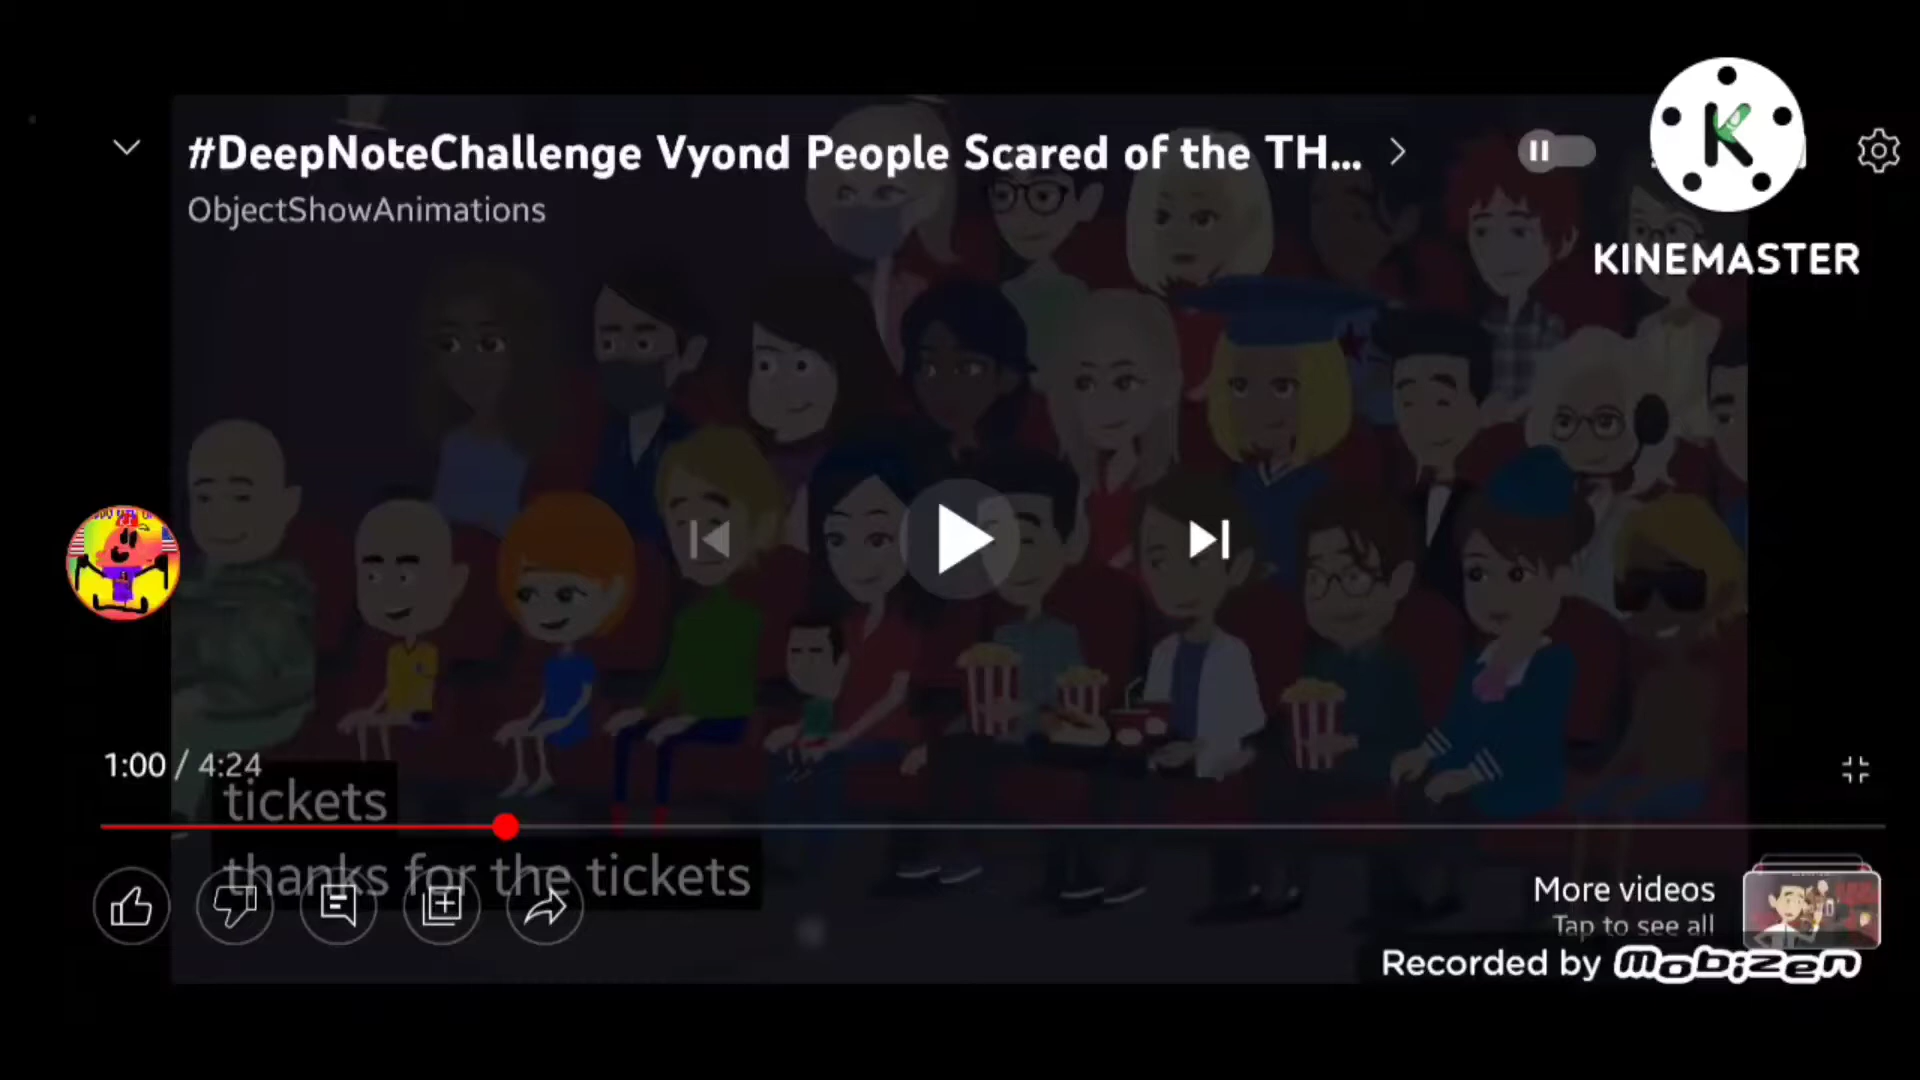 #DeepNoteChallenge Vyond People Scared of the TH...
ObjectShowAnimations
KINEMASTER
1:00 / 4:24
tickets
thanks for the tickets
More videos
Tap to see all
Recorded by mobizen